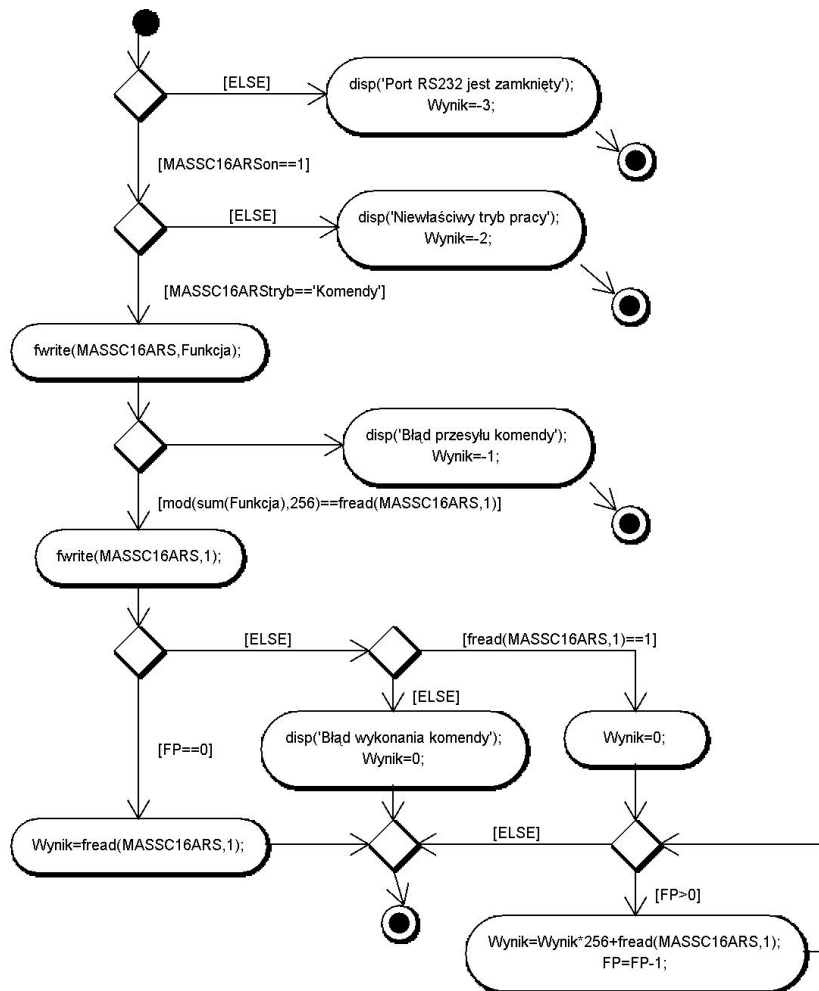 [ELSE]
disp('Port RS232 jest zamknięty');
Wynik=-3;
[MASSC16ARSon==1]
[ELSE]
disp('Niewłaściwy tryb pracy');
Wynik=-2;
[MASSC16ARStryb=='Komendy']
fwrite(MASSC16ARS,Funkcja);
disp('Błąd przesyłu komendy');
Wynik=-1;
[mod(sum(Funkcja),256)==fread(MASSC16ARS,1)]
fwrite(MASSC16ARS,1);
[ELSE]
[fread(MASSC16ARS,1)==1]
[ELSE]
[FP==0]
disp('Błąd wykonania komendy');
Wynik=0;
Wynik=0;
Wynik=fread(MASSC16ARS,1);
[ELSE]
[FP>0]
Wynik=Wynik*256+fread(MASSC16ARS,1);
FP=FP-1;